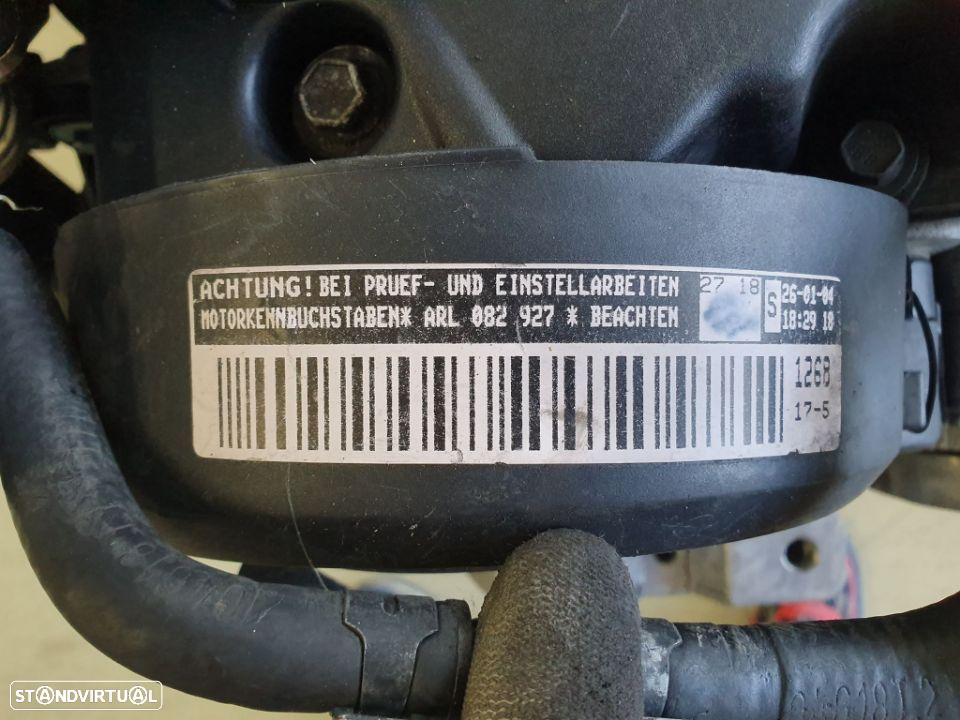 ACHTUNG! BEI PRUEF- UND EINSTELLARBEITEN
MOTORKENNBUCHSTABEN* ARL 082 927 * BEACHTEN
27 18
S
26-01-04
18:29 18
1268
17-5
STANDVIRTUAL